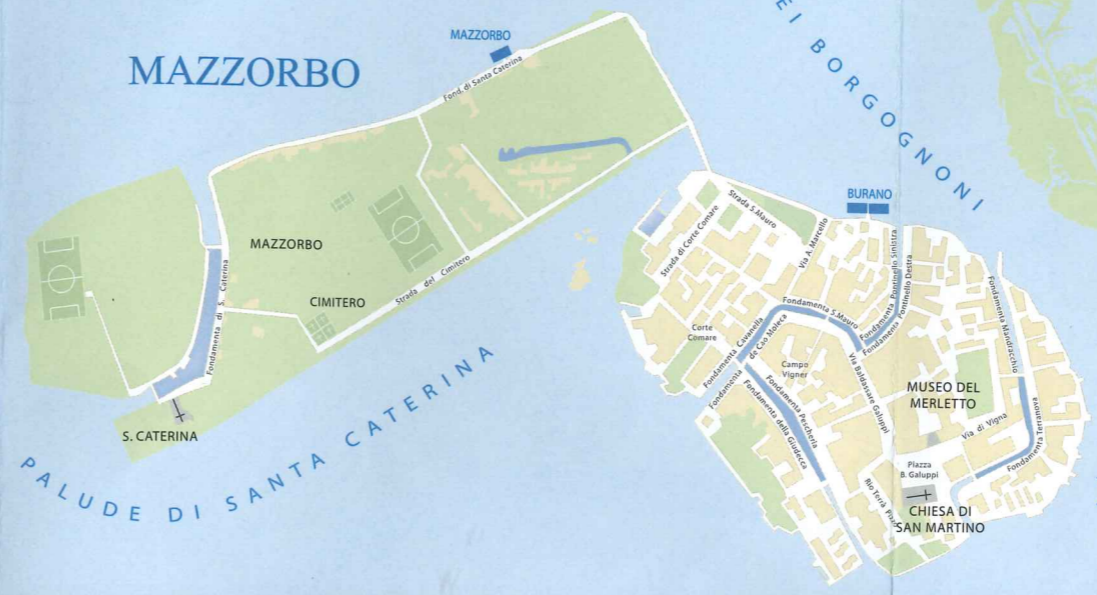 MAZZORBO
MAZZORBO
Fond. di Santa Caterina
EI BORGOGNONI
BURANO
MAZZORBO
CIMITERO
Strada del Cimitero
Fondamenta di S. Caterina
S. CATERINA
PALUDE DI SANTA CATERINA
Strada S.Mauro
Strada di Corte Comare
Via A. Marcello
Fondamenta Pontinello Sinistra
Fondamenta Pontinello Destra
Fondamenta Mandracchio
Fondamenta S.Mauro
Fondamenta Cavanella
Fondamenta de Cao Moleca
Corte
Comare
Campo
Vigner
Via Baldassare Galuppi
MUSEO DEL
MERLETTO
Fondamenta Pescheria
Fondamenta della Giudecca
Via di Vigna
Fondamenta Terranova
Piazza
B. Galuppi
Rio Terrà
CHIESA DI
SAN MARTINO